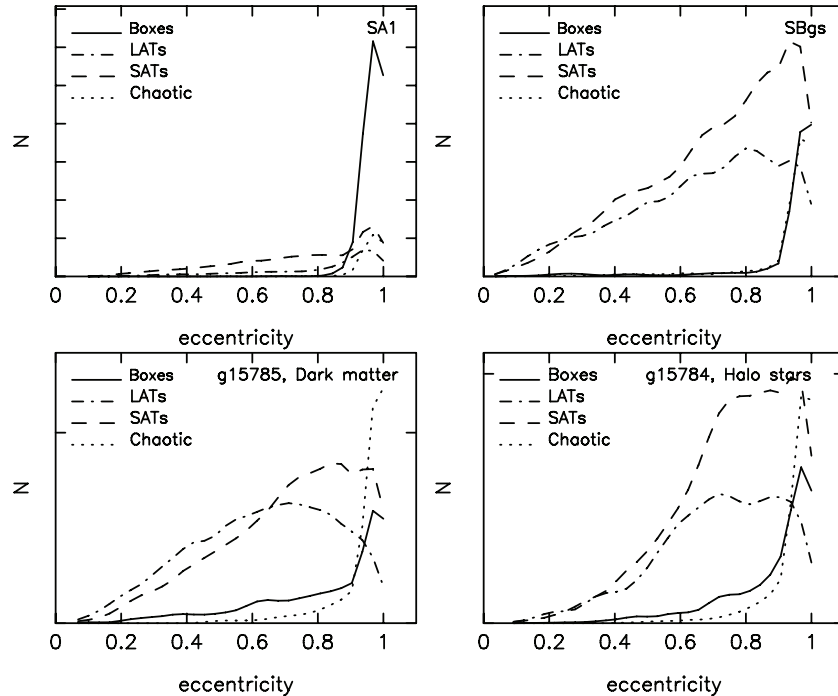 Boxes
LATs
SATs
Chaotic
SA1
N
0 0.2 0.4 0.6 0.8 1
eccentricity
Boxes
LATs
SATs
Chaotic
SBgs
N
0 0.2 0.4 0.6 0.8 1
eccentricity
Boxes
LATs
SATs
Chaotic
g15785, Dark matter
N
0 0.2 0.4 0.6 0.8 1
eccentricity
Boxes
LATs
SATs
Chaotic
g15784, Halo stars
N
0 0.2 0.4 0.6 0.8 1
eccentricity